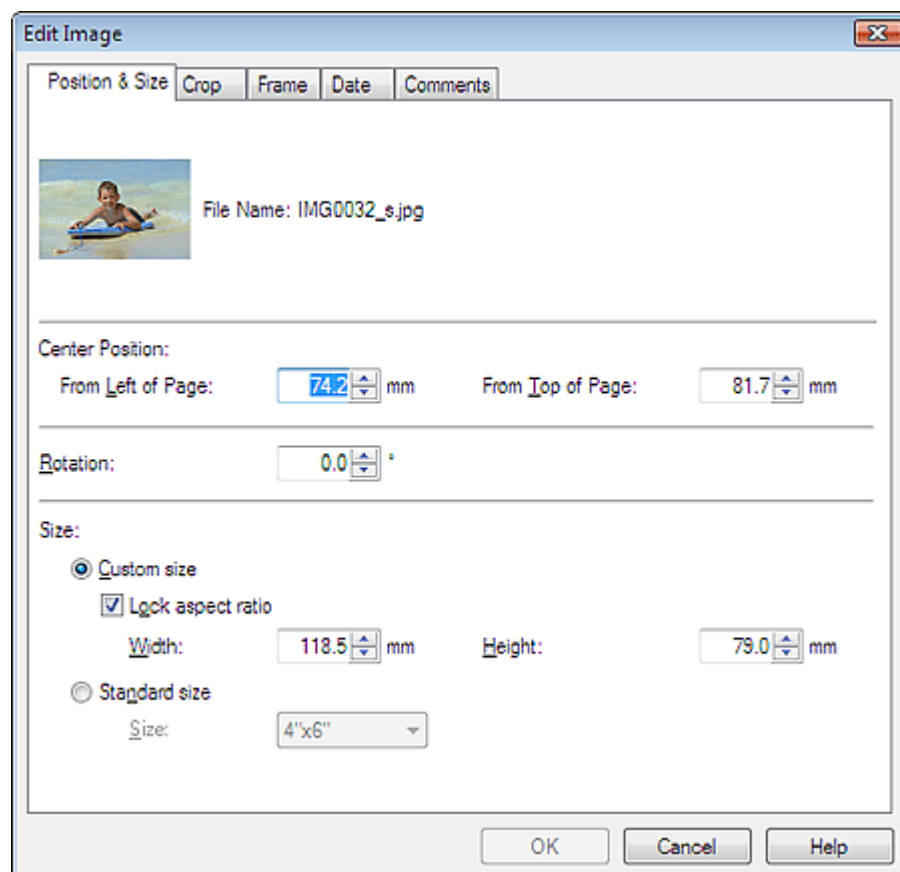 Edit Image
Position & Size Crop Frame Date Comments
File Name: IMG0032_s.jpg
Center Position:
From Left of Page: 74.2 mm From Top of Page: 81.7 mm
Rotation: 0.0 °
Size:
Custom size
Lock aspect ratio
Width: 118.5 mm Height: 79.0 mm
Standard size
Size: 4"x6"
OK Cancel Help